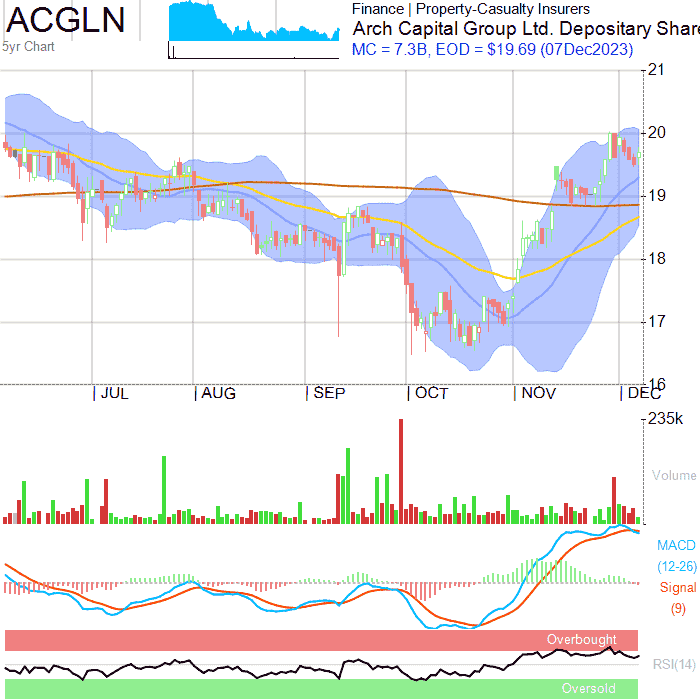 ACGLN
5yr Chart
Finance | Property-Casualty Insurers
Arch Capital Group Ltd. Depositary Share
MC = 7.3B, EOD = $19.69 (07Dec2023)
21
20
19
18
17
16
JUL AUG SEP OCT NOV DEC
235k
Volume
MACD
(12-26)
Signal
(9)
Overbought
RSI(14)
Oversold